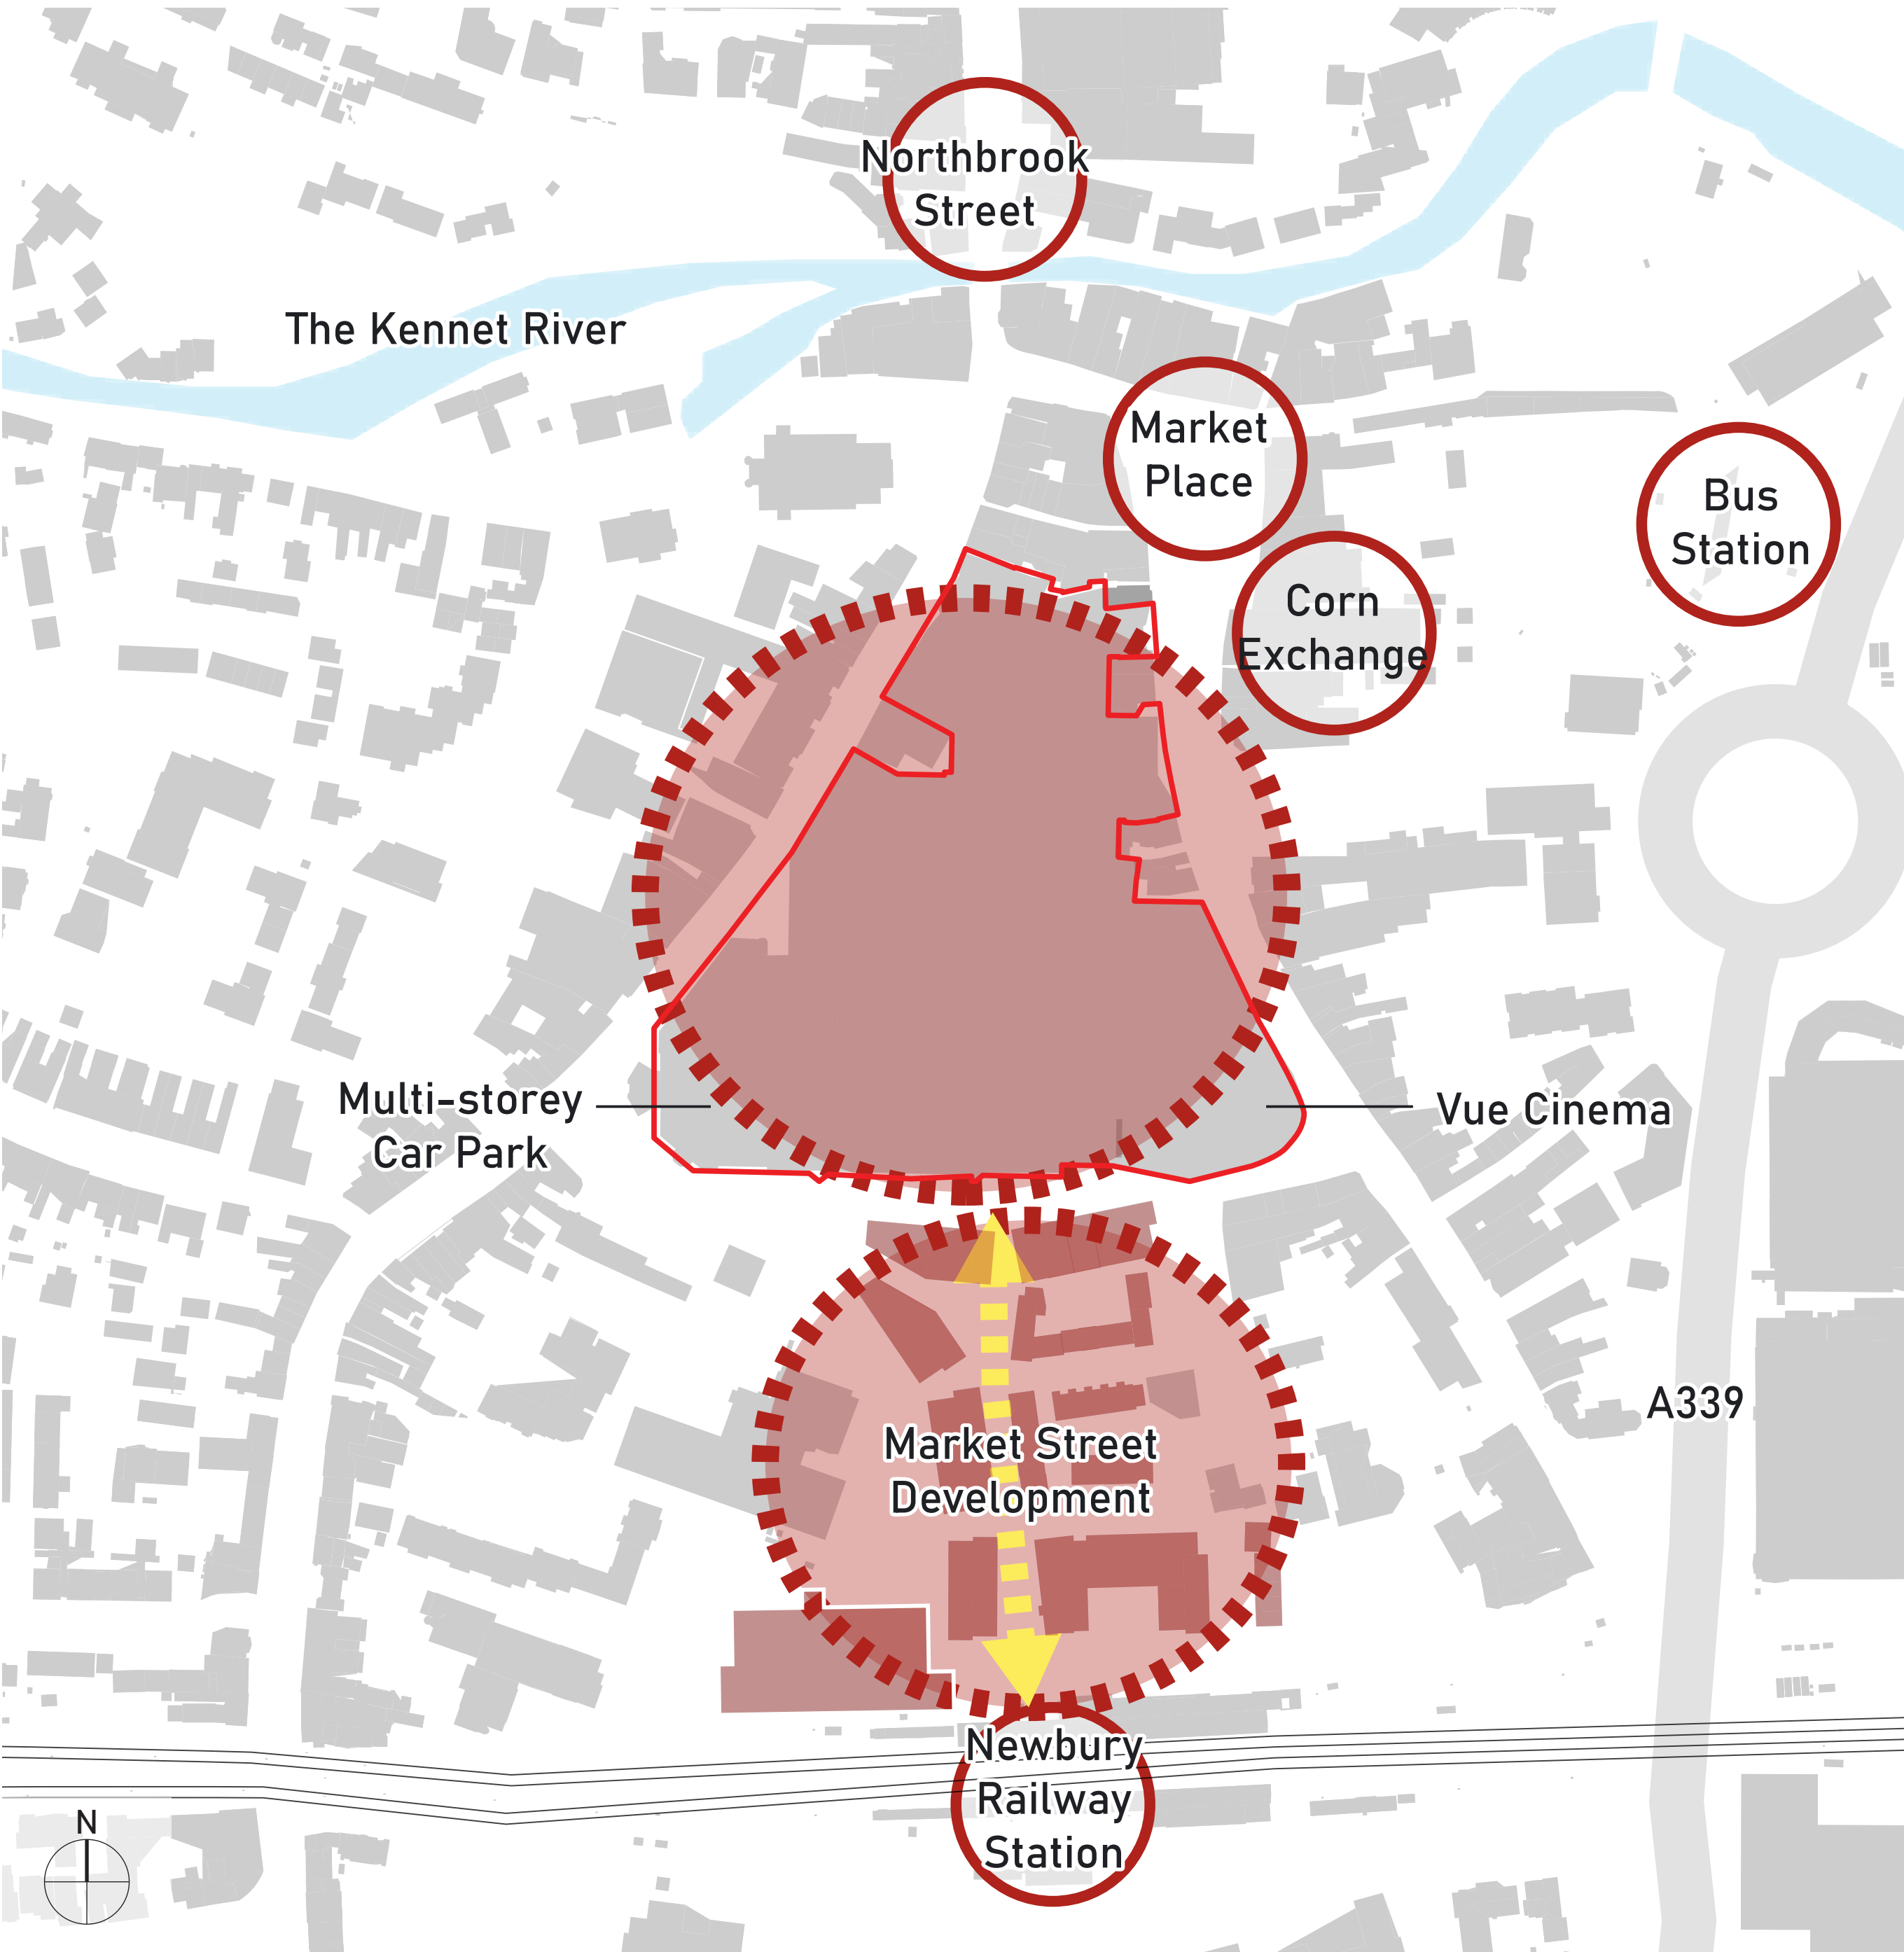 Northbrook
Street
The Kennet River
Market
Place
Bus
Station
Corn
Exchange
Multi-storey
Car Park
Vue Cinema
A339
Market Street
Development
Newbury
Railway
Station
N